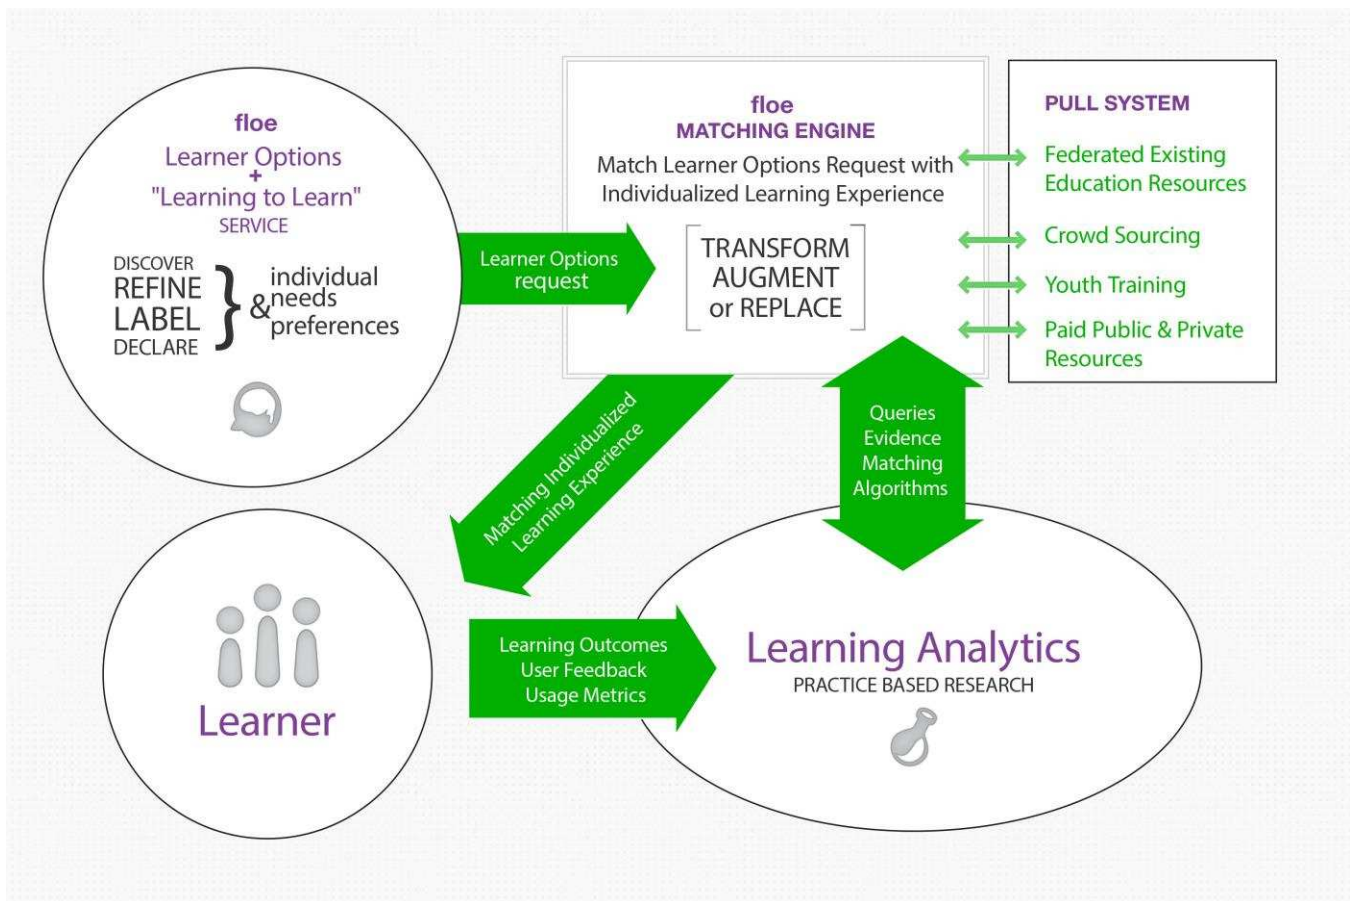 floe
Learner Options
+
"Learning to Learn"
SERVICE
DISCOVER
REFINE
LABEL
DECLARE
}
&
individual
needs
preferences
Learner Options
request
floe
MATCHING ENGINE
Match Learner Options Request with
Individualized Learning Experience
TRANSFORM
AUGMENT
or REPLACE
PULL SYSTEM
Federated Existing
Education Resources
Crowd Sourcing
Youth Training
Paid Public & Private
Resources
Matching Individualized
Learning Experience
Queries
Evidence
Matching
Algorithms
Learner
Learning Outcomes
User Feedback
Usage Metrics
Learning Analytics
PRACTICE BASED RESEARCH